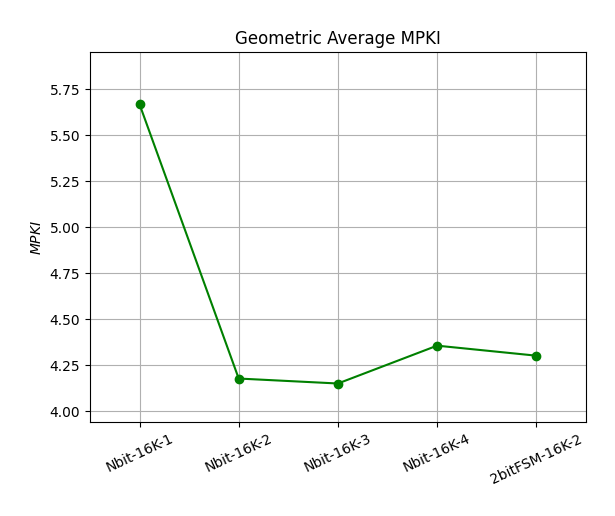 Geometric Average MPKI
MPKI
5.75
5.50
5.25
5.00
4.75
4.50
4.25
4.00
Nbit-16K-1
Nbit-16K-2
Nbit-16K-3
Nbit-16K-4
2bitFSM-16K-2